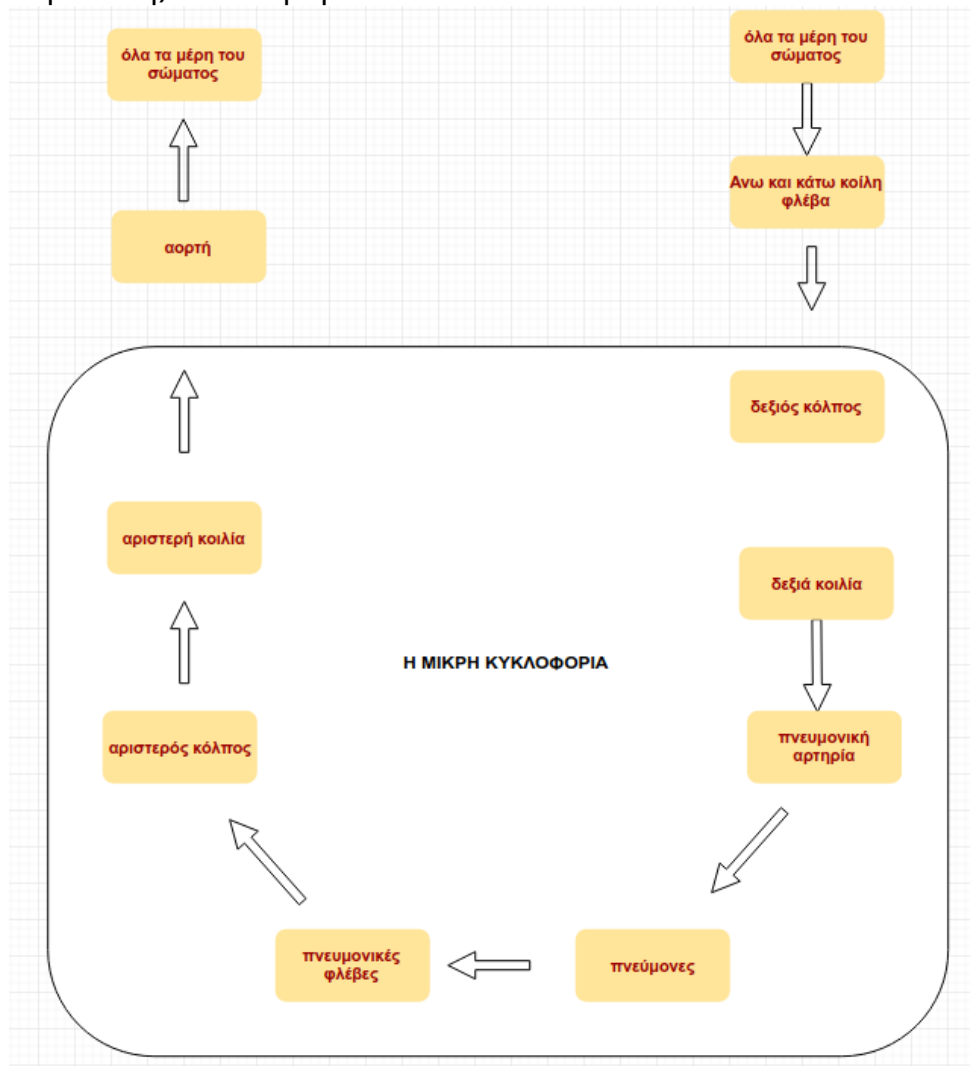 όλα τα μέρη του
σώματος
όλα τα μέρη του
σώματος
Ανω και κάτω κοίλη
φλέβα
αορτή
δεξιός κόλπος
αριστερή κοιλία
δεξιά κοιλία
Η ΜΙΚΡΗ ΚΥΚΛΟΦΟΡΙΑ
αριστερός κόλπος
πνευμονική
αρτηρία
πνευμονικές
φλέβες
πνεύμονες